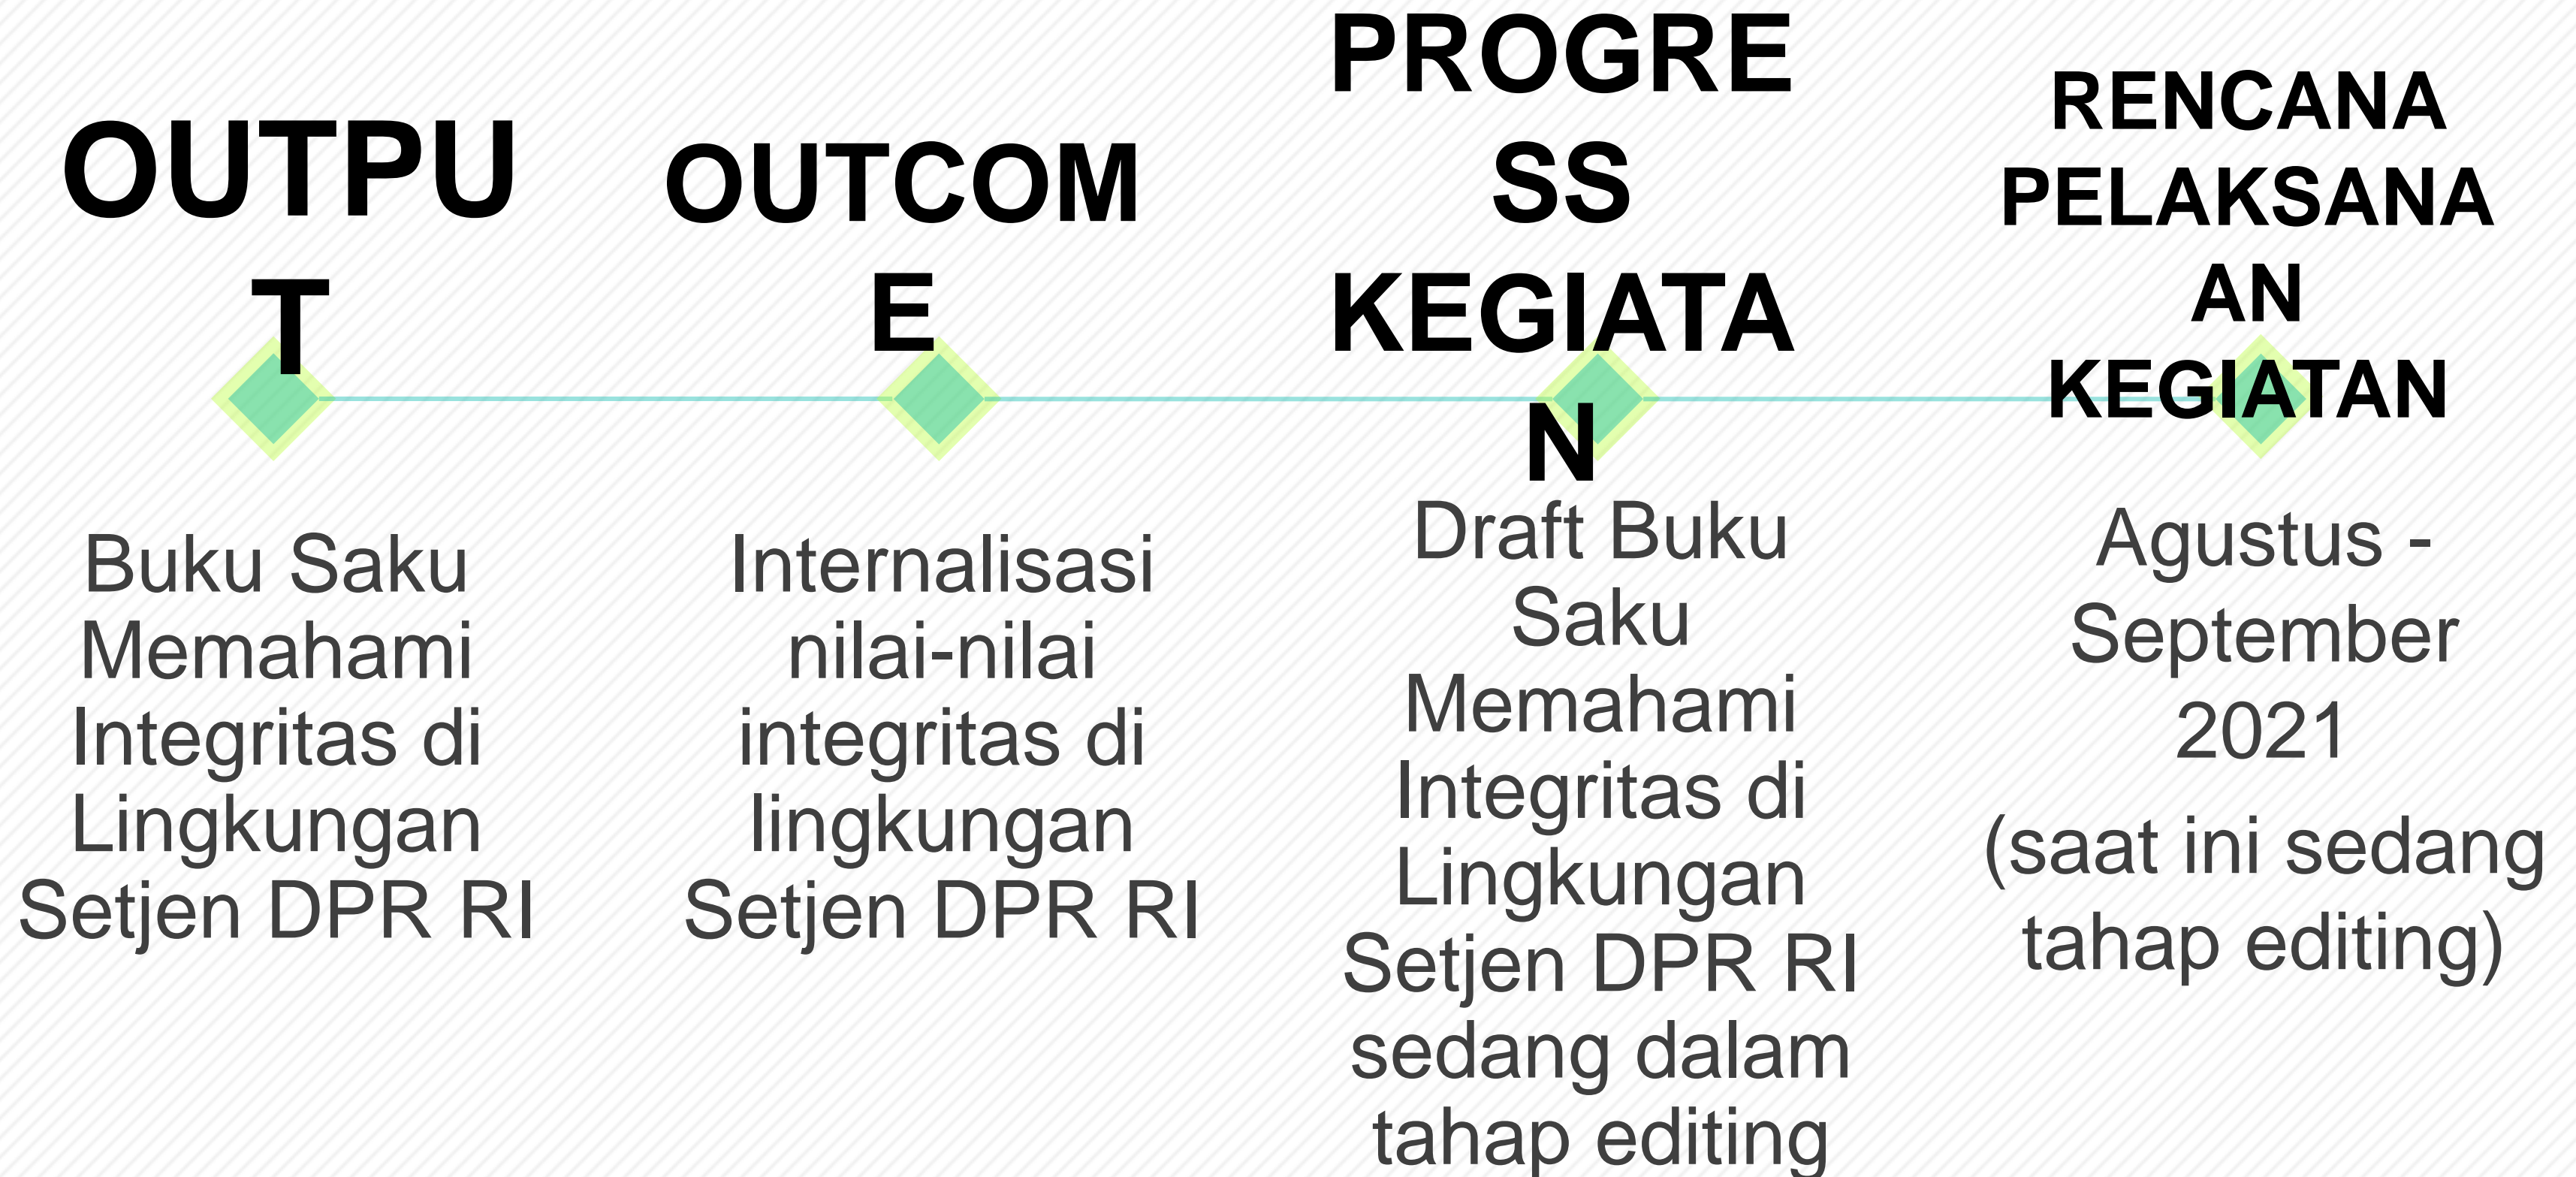 OUTPU
T
Buku Saku
Memahami
Integritas di
Lingkungan
Setjen DPR RI
OUTCOM
E
Internalisasi
nilai-nilai
integritas di
lingkungan
Setjen DPR RI
PROGRE
SS
KEGIATA
N
Draft Buku
Saku
Memahami
Integritas di
Lingkungan
Setjen DPR RI
sedang dalam
tahap editing
RENCANA
PELAKSANA
AN
KEGIATAN
Agustus -
September
2021
(saat ini sedang
tahap editing)